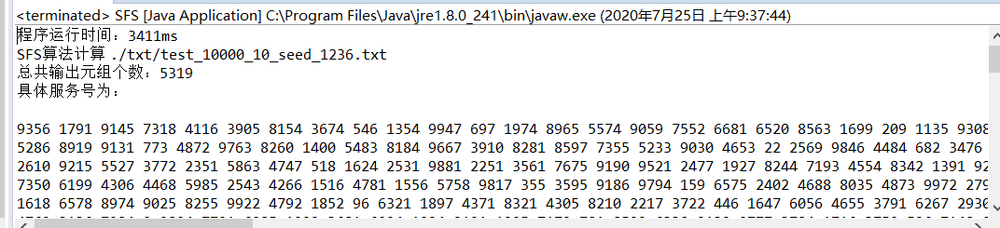 <terminated> SFS [Java Application] C:\Program Files\Java\jre1.8.0_241\bin\javaw.exe (2020年7月25日 上午9:37:44)
程序运行时间：3411ms
SFS算法计算 ./txt/test_10000_10_seed_1236.txt
总共输出元组个数：5319
具体服务号为：
9356 1791 9145 7318 4116 3905 8154 3674 546 1354 9947 697 1974 8965 5574 9059 7552 6681 6520 8563 1699 209 1135 9308
5286 8919 9131 773 4872 9763 8260 1400 5483 8184 9667 3910 8281 8597 7355 5233 9030 4653 22 2569 9846 4484 682 3476
2610 9215 5527 3772 2351 5863 4747 518 1624 2531 9881 2251 3561 7675 9190 9521 2477 1927 8244 7193 4554 8342 1391 92
7350 6199 4306 4468 5985 2543 4266 1516 4781 1556 5758 9817 355 3595 9186 9794 159 6575 2402 4688 8035 4873 9972 279
1618 6578 8974 9025 8255 9922 4792 1852 96 6321 1897 4371 8321 4305 8210 2217 3722 446 1647 6056 4655 3791 6267 2930